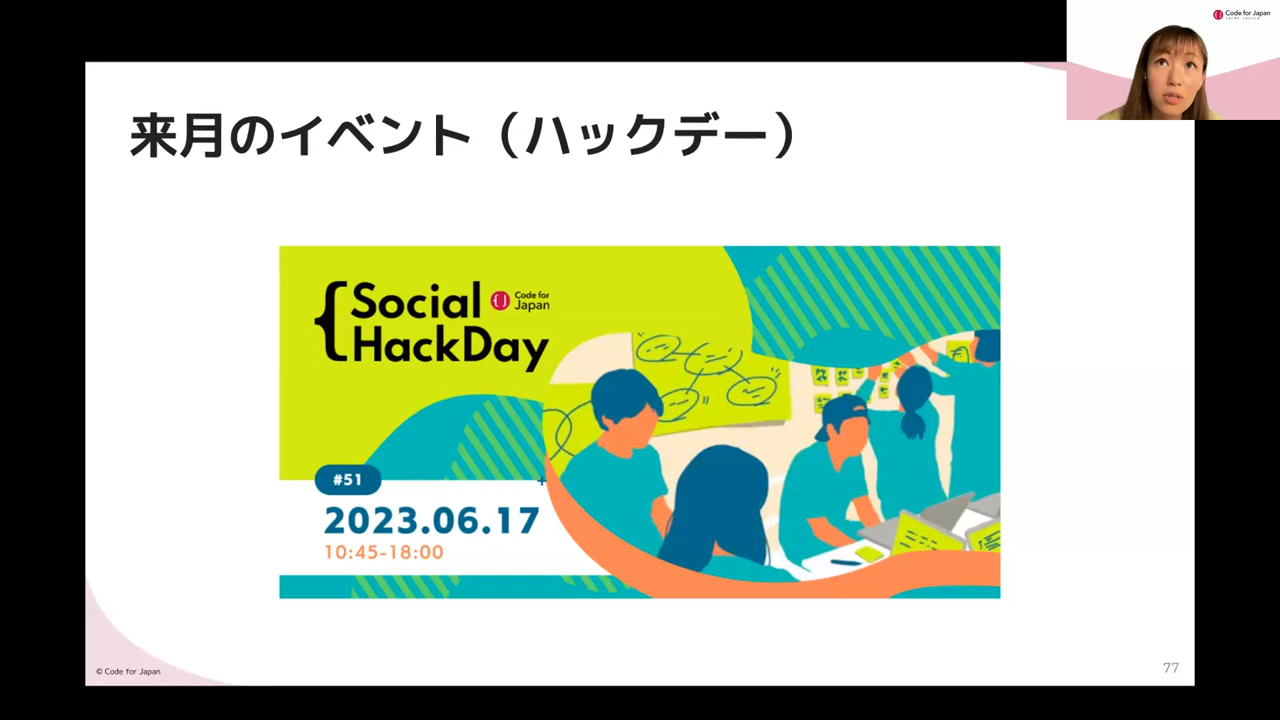 Code for Japan
来月のイベント（ハックデー）
{Social
HackDay
Code for
Japan
#51
2023.06.17
10:45-18:00
© Code for Japan
77